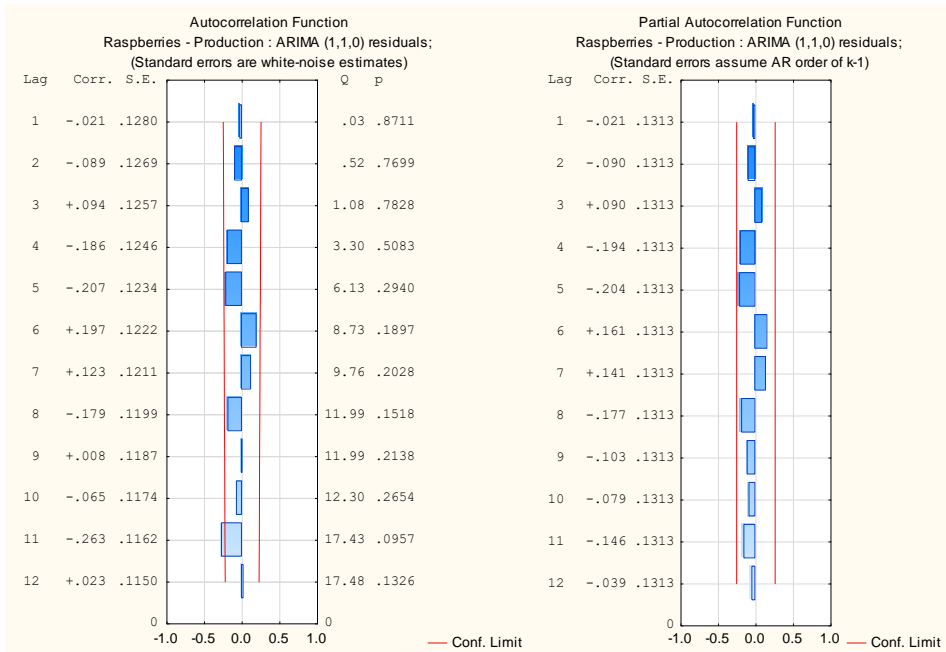 Autocorrelation Function
Raspberries - Production : ARIMA (1,1,0) residuals;
(Standard errors are white-noise estimates)
Lag Corr. S.E. Q p
1 -.021 .1280 .03 .8711
2 -.089 .1269 .52 .7699
3 +.094 .1257 1.08 .7828
4 -.186 .1246 3.30 .5083
5 -.207 .1234 6.13 .2940
6 +.197 .1222 8.73 .1897
7 +.123 .1211 9.76 .2028
8 -.179 .1199 11.99 .1518
9 +.008 .1187 11.99 .2138
10 -.065 .1174 12.30 .2654
11 -.263 .1162 17.43 .0957
12 +.023 .1150 17.48 .1326
0 0
-1.0 -0.5 0.0 0.5 1.0
Conf. Limit
Partial Autocorrelation Function
Raspberries - Production : ARIMA (1,1,0) residuals;
(Standard errors assume AR order of k-1)
Lag Corr. S.E.
1 -.021 .1313
2 -.090 .1313
3 +.090 .1313
4 -.194 .1313
5 -.204 .1313
6 +.161 .1313
7 +.141 .1313
8 -.177 .1313
9 -.103 .1313
10 -.079 .1313
11 -.146 .1313
12 -.039 .1313
0
-1.0 -0.5 0.0 0.5 1.0
Conf. Limit